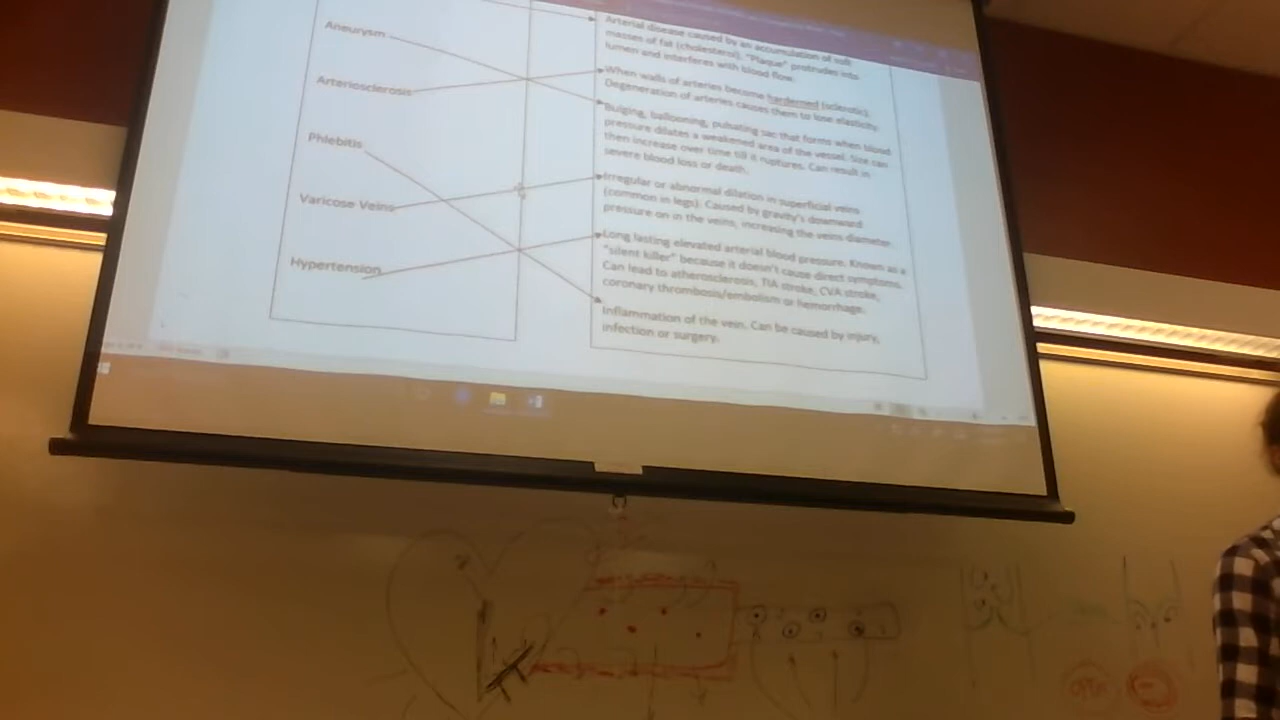 Aneurysm
Arteriosclerosis
Phlebitis
Varicose Veins
Hypertension
Arterial disease caused by an accumulation of soft
masses of fat (cholesterol). "Plaque" protrudes into
lumen and interferes with blood flow.
When walls of arteries become hardened (sclerotic).
Degeneration of arteries causes them to lose elasticity.
Bulging, ballooning, pulsating sac that forms when blood
pressure dilates a weakened area of the vessel. Size can
then increase over time till it ruptures. Can result in
severe blood loss or death.
Irregular or abnormal dilation in superficial veins
(common in legs). Caused by gravity's downward
pressure on in the veins, increasing the veins diameter.
Long lasting elevated arterial blood pressure. Known as a
"silent killer" because it doesn't cause direct symptoms.
Can lead to atherosclerosis, TIA stroke, CVA stroke,
coronary thrombosis/embolism or hemorrhage.
Inflammation of the vein. Can be caused by injury,
infection or surgery.